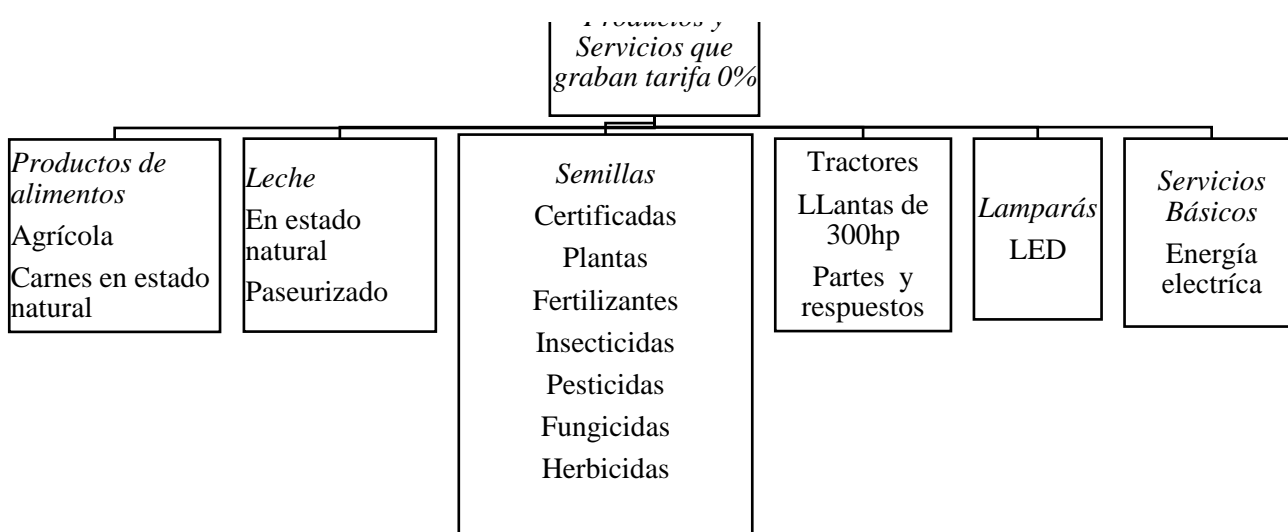 Productos y
Servicios que
graban tarifa 0%
Productos de
alimentos
Agrícola
Carnes en estado
natural
Leche
En estado
natural
Paseurizado
Semillas
Certificadas
Plantas
Fertilizantes
Insecticidas
Pesticidas
Fungicidas
Herbicidas
Tractores
LLantas de
300hp
Partes y
respuestos
Lamparás
LED
Servicios
Básicos
Energía
electríca